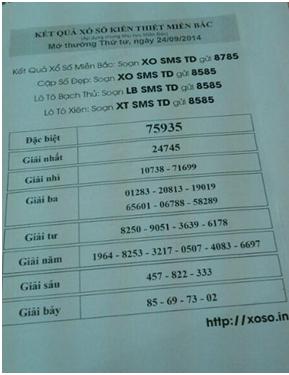 KẾT QUẢ XỔ SỐ KIẾN THIẾT MIỀN BẮC
(Áp dụng chung
Mở thưởng Thứ tư, ngày 24/09/2014
Kết Quả Xổ Số Miền Bắc: Soạn XO SMS TD gửi 8785
Cặp Số Đẹp: Soạn XO SMS TD gửi 8585
Lô Tô Bạch Thủ: Soạn LB SMS TD gửi 8585
Lô Tô Xiên: Soạn XT SMS TD gửi 8585
Đặc biệt 75935
Giải nhất 24745
Giải nhì 10738 - 71699
Giải ba 01283 - 20813 - 19019
65601 - 06788 - 58289
Giải tư 8250 - 9051 - 3639 - 6178
Giải năm 1964 - 8253 - 3217 - 0507 - 4083 - 6697
Giải sáu 457 - 822 - 333
Giải bảy 85 - 69 - 73 - 02
http://xoso.in